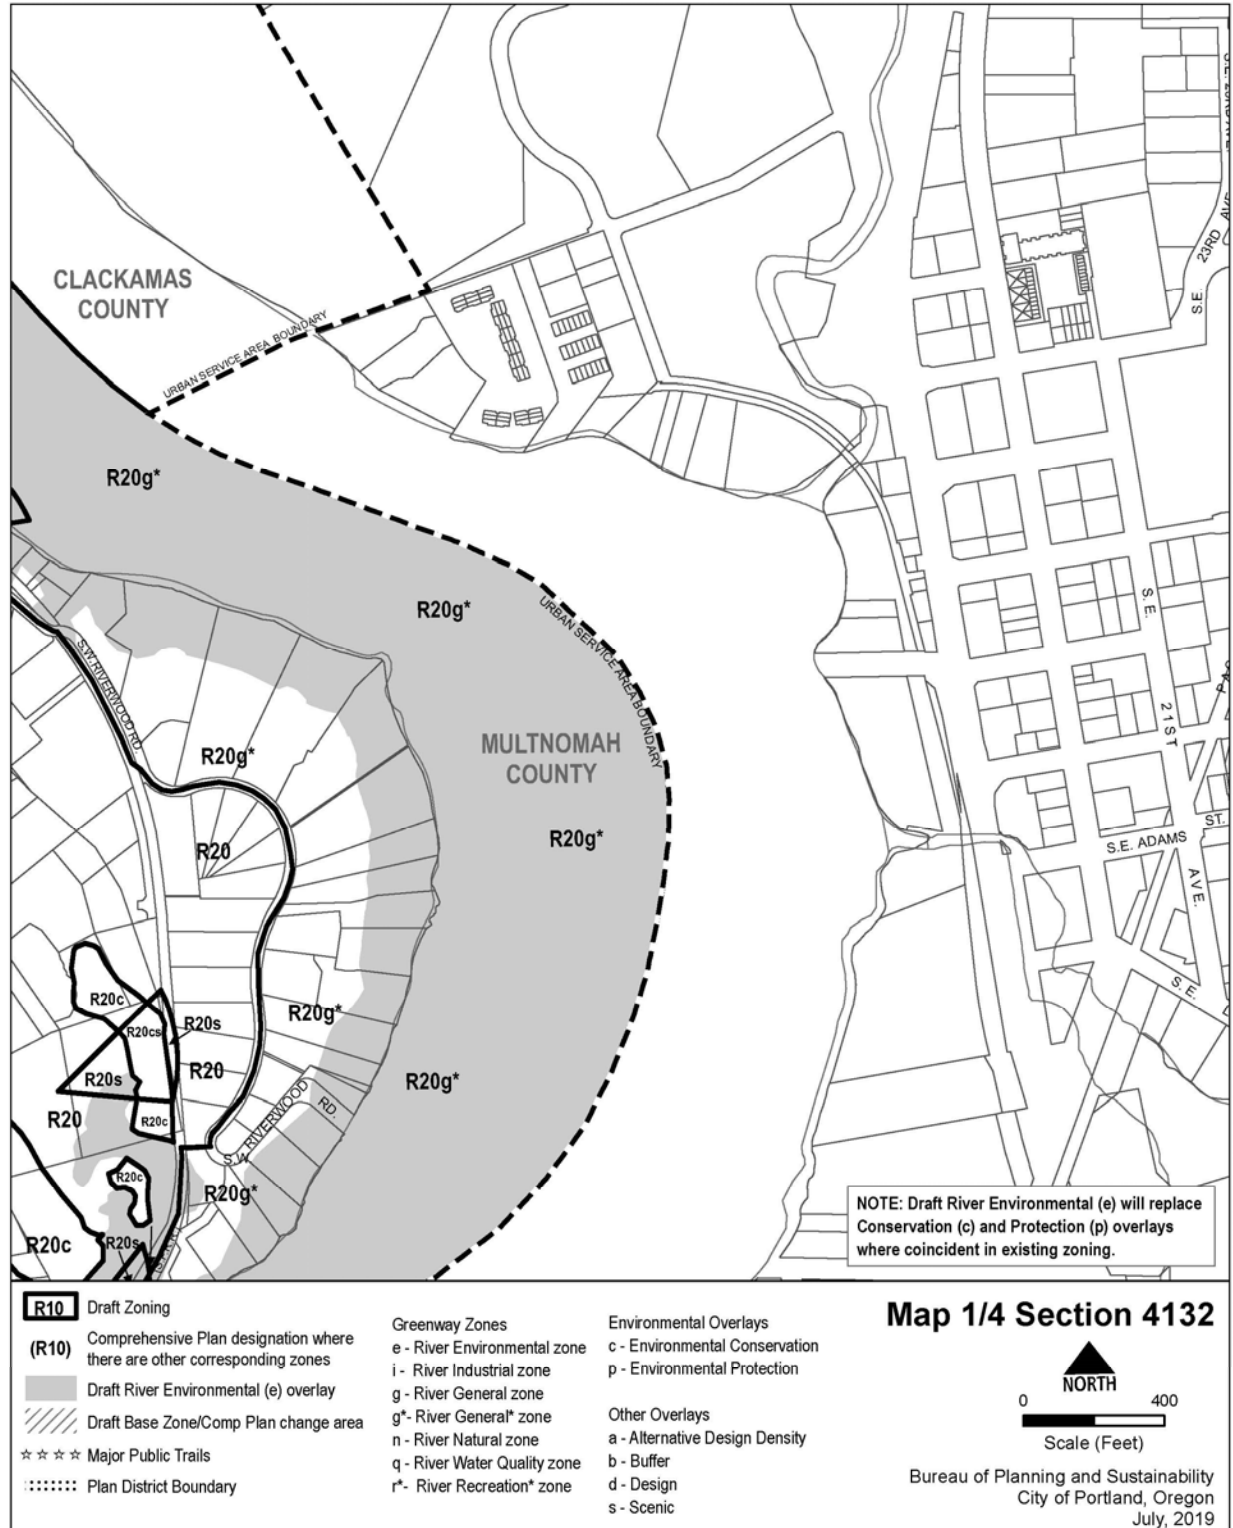 CLACKAMAS
COUNTY
URBAN SERVICE AREA BOUNDARY
S.E.
23RD AVE
R20g*
R20g*
URBAN SERVICE AREA BOUNDARY
S.E.
21ST
AVE.
S.W. RIVERWOOD RD.
R20g*
MULTNOMAH
COUNTY
R20g*
R20
S.E. ADAMS
ST.
S.E.
R20c
R20cs
R20s
R20g*
R20s
R20
R20g*
R20
R20c
S.W. RIVERWOOD RD.
R20c
R20g*
R20c
R20s
NOTE: Draft River Environmental (e) will replace
Conservation (c) and Protection (p) overlays
where coincident in existing zoning.
R10 Draft Zoning
(R10) Comprehensive Plan designation where
there are other corresponding zones
Draft River Environmental (e) overlay
Draft Base Zone/Comp Plan change area
Major Public Trails
Plan District Boundary
Greenway Zones
e - River Environmental zone
i - River Industrial zone
g - River General zone
g*- River General* zone
n - River Natural zone
q - River Water Quality zone
r*- River Recreation* zone
Environmental Overlays
c - Environmental Conservation
p - Environmental Protection
Other Overlays
a - Alternative Design Density
b - Buffer
d - Design
s - Scenic
Map 1/4 Section 4132
NORTH
0 400
Scale (Feet)
Bureau of Planning and Sustainability
City of Portland, Oregon
July, 2019